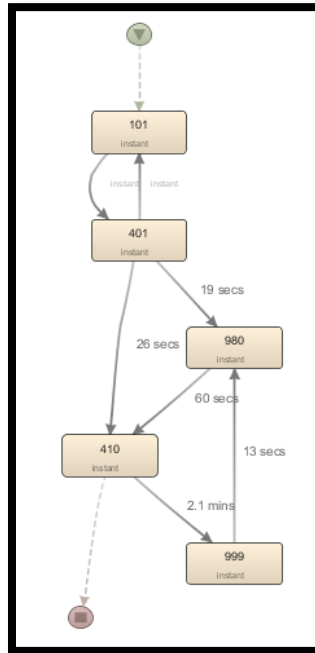 101
instant
instant instant
401
instant
19 secs
980
instant
26 secs
60 secs
410
instant
13 secs
2.1 mins
999
instant